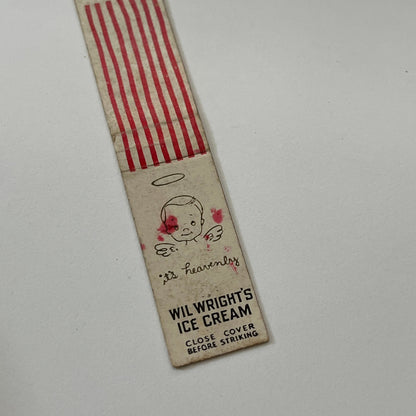 it's heavenly
WIL WRIGHT'S
ICE CREAM
CLOSE COVER
BEFORE STRIKING